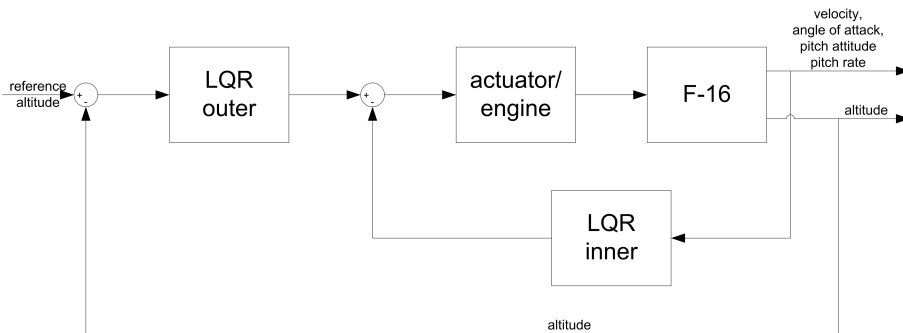 velocity,
angle of attack,
pitch attitude
pitch rate
reference
altitude
+
-
LQR
outer
+
-
actuator/
engine
F-16
altitude
LQR
inner
altitude